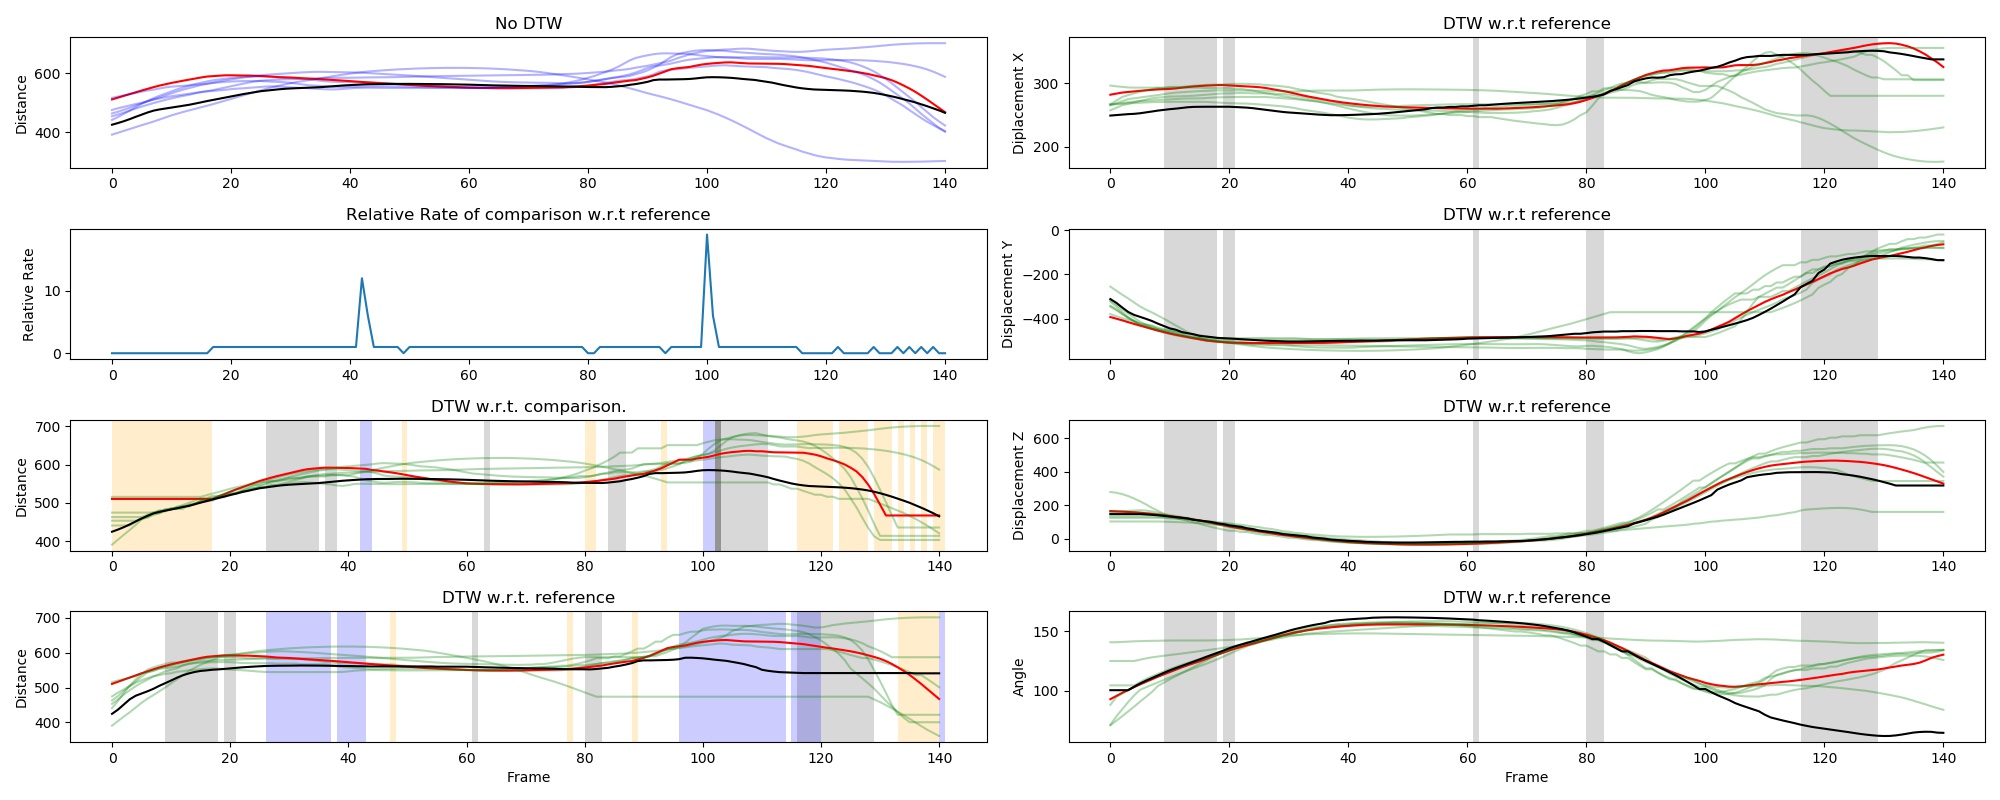 No DTW
Distance
600
400
0 20 40 60 80 100 120 140
Relative Rate of comparison w.r.t reference
Relative Rate
10
0
0 20 40 60 80 100 120 140
DTW w.r.t. comparison.
Distance
700
600
500
400
0 20 40 60 80 100 120 140
DTW w.r.t. reference
Distance
700
600
500
400
0 20 40 60 80 100 120 140
Frame
DTW w.r.t reference
Diplacement X
300
200
0 20 40 60 80 100 120 140
DTW w.r.t reference
Displacement Y
0
−200
−400
0 20 40 60 80 100 120 140
DTW w.r.t reference
Displacement Z
600
400
200
0
0 20 40 60 80 100 120 140
DTW w.r.t reference
Angle
150
100
0 20 40 60 80 100 120 140
Frame